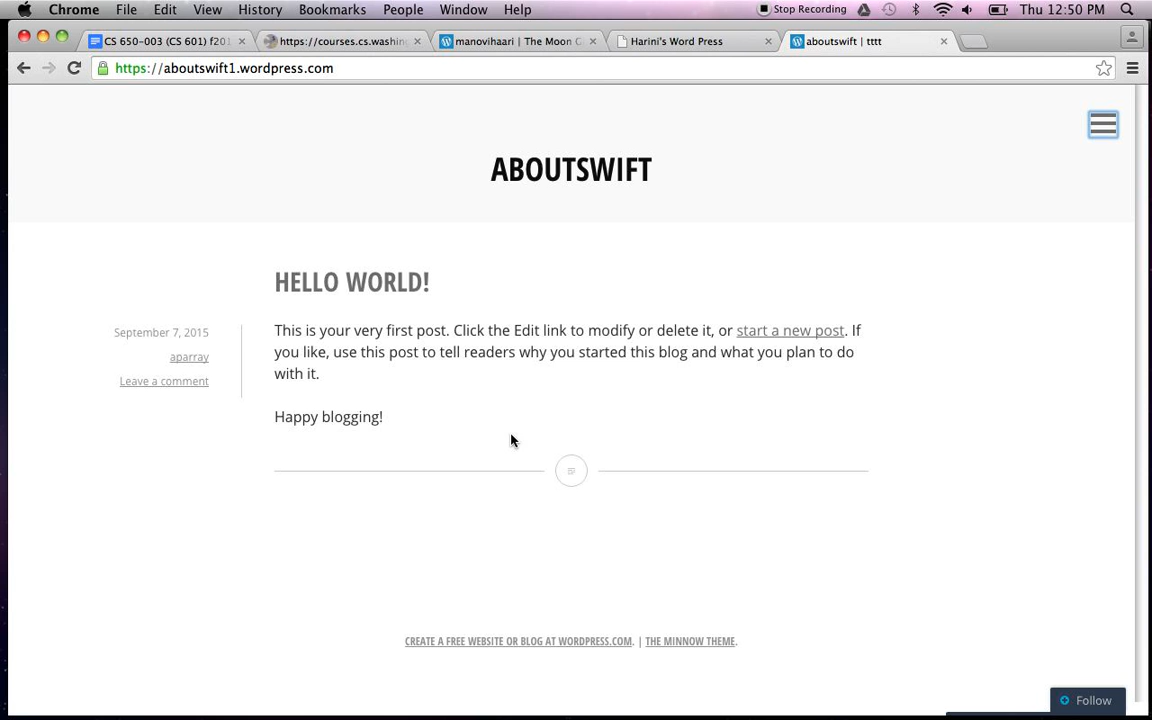 Chrome File Edit View History Bookmarks People Window Help Stop Recording Thu 12:50 PM
CS 650-003 (CS 601) f201 https://courses.cs.washing manovihaari | The Moon G Harini's Word Press aboutswift | tttt
https://aboutswift1.wordpress.com
ABOUTSWIFT
HELLO WORLD!
September 7, 2015
aparray
Leave a comment
This is your very first post. Click the Edit link to modify or delete it, or start a new post. If
you like, use this post to tell readers why you started this blog and what you plan to do
with it.
Happy blogging!
CREATE A FREE WEBSITE OR BLOG AT WORDPRESS.COM. | THE MINNOW THEME.
Follow